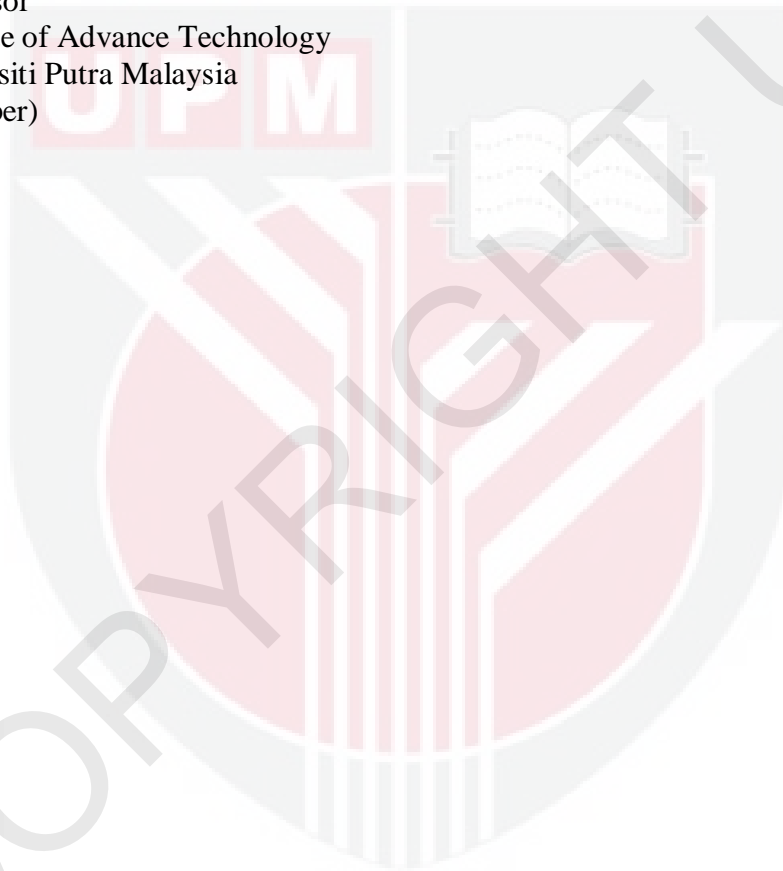 sor
e of Advance Technology
siti Putra Malaysia
ber)
UPM
COPYRIGHT U